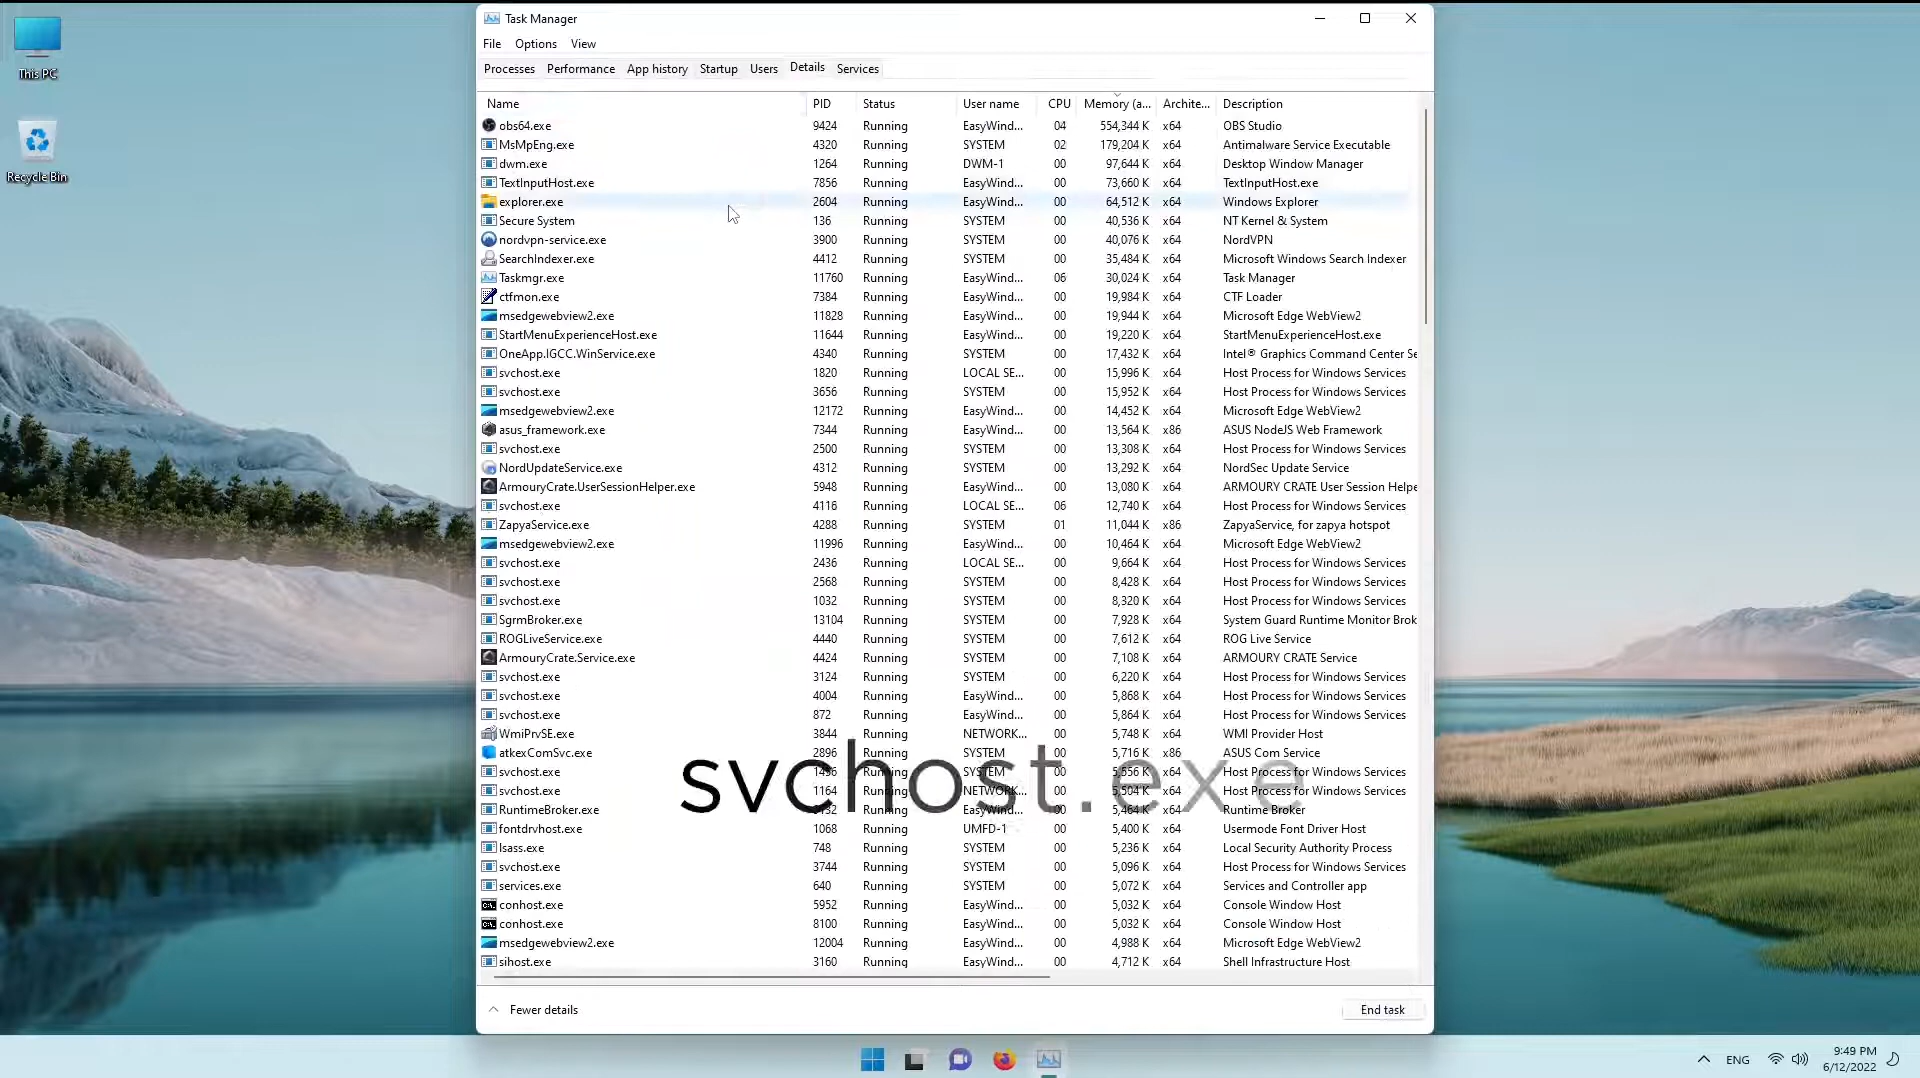 This PC
Recycle Bin
Task Manager
File Options View
Processes Performance App history Startup Users Details Services
Name PID Status User name CPU Memory (a... Archite... Description
obs64.exe 9424 Running EasyWind... 04 554,344 K x64 OBS Studio
MsMpEng.exe 4320 Running SYSTEM 02 179,204 K x64 Antimalware Service Executable
dwm.exe 1264 Running DWM-1 00 97,644 K x64 Desktop Window Manager
TextInputHost.exe 7856 Running EasyWind... 00 73,660 K x64 TextInputHost.exe
explorer.exe 2604 Running EasyWind... 00 64,512 K x64 Windows Explorer
Secure System 136 Running SYSTEM 00 40,536 K x64 NT Kernel & System
nordvpn-service.exe 3900 Running SYSTEM 00 40,076 K x64 NordVPN
SearchIndexer.exe 4412 Running SYSTEM 00 35,484 K x64 Microsoft Windows Search Indexer
Taskmgr.exe 11760 Running EasyWind... 06 30,024 K x64 Task Manager
ctfmon.exe 7384 Running EasyWind... 00 19,984 K x64 CTF Loader
msedgewebview2.exe 11828 Running EasyWind... 00 19,944 K x64 Microsoft Edge WebView2
StartMenuExperienceHost.exe 11644 Running EasyWind... 00 19,220 K x64 StartMenuExperienceHost.exe
OneApp.IGCC.WinService.exe 4340 Running SYSTEM 00 17,432 K x64 Intel® Graphics Command Center Se
svchost.exe 1820 Running LOCAL SE... 00 15,996 K x64 Host Process for Windows Services
svchost.exe 3656 Running SYSTEM 00 15,952 K x64 Host Process for Windows Services
msedgewebview2.exe 12172 Running EasyWind... 00 14,452 K x64 Microsoft Edge WebView2
asus_framework.exe 7344 Running EasyWind... 00 13,564 K x86 ASUS NodeJS Web Framework
svchost.exe 2500 Running SYSTEM 00 13,308 K x64 Host Process for Windows Services
NordUpdateService.exe 4312 Running SYSTEM 00 13,292 K x64 NordSec Update Service
ArmouryCrate.UserSessionHelper.exe 5948 Running EasyWind... 00 13,080 K x64 ARMOURY CRATE User Session Helpe
svchost.exe 4116 Running LOCAL SE... 06 12,740 K x64 Host Process for Windows Services
ZapyaService.exe 4288 Running SYSTEM 01 11,044 K x86 ZapyaService, for zapya hotspot
msedgewebview2.exe 11996 Running EasyWind... 00 10,464 K x64 Microsoft Edge WebView2
svchost.exe 2436 Running LOCAL SE... 00 9,664 K x64 Host Process for Windows Services
svchost.exe 2568 Running SYSTEM 00 8,428 K x64 Host Process for Windows Services
svchost.exe 1032 Running SYSTEM 00 8,320 K x64 Host Process for Windows Services
SgrmBroker.exe 13104 Running SYSTEM 00 7,928 K x64 System Guard Runtime Monitor Brok
ROGLiveService.exe 4440 Running SYSTEM 00 7,612 K x64 ROG Live Service
ArmouryCrate.Service.exe 4424 Running SYSTEM 00 7,108 K x64 ARMOURY CRATE Service
svchost.exe 3124 Running SYSTEM 00 6,220 K x64 Host Process for Windows Services
svchost.exe 4004 Running EasyWind... 00 5,868 K x64 Host Process for Windows Services
svchost.exe 872 Running EasyWind... 00 5,864 K x64 Host Process for Windows Services
WmiPrvSE.exe 3844 Running NETWORK... 00 5,748 K x64 WMI Provider Host
atkexComSvc.exe 2896 Running SYSTEM 00 5,716 K x86 ASUS Com Service
svchost.exe Running SYSTEM 00 5,556 K x64 Host Process for Windows Services
svchost.exe
svchost.exe 1164 Running NETWORK... 00 5,504 K x64 Host Process for Windows Services
RuntimeBroker.exe Running EasyWind... 00 5,464 K x64 Runtime Broker
fontdrvhost.exe 1068 Running UMFD-1 00 5,400 K x64 Usermode Font Driver Host
lsass.exe 748 Running SYSTEM 00 5,236 K x64 Local Security Authority Process
svchost.exe 3744 Running SYSTEM 00 5,096 K x64 Host Process for Windows Services
services.exe 640 Running SYSTEM 00 5,072 K x64 Services and Controller app
conhost.exe 5952 Running EasyWind... 00 5,032 K x64 Console Window Host
conhost.exe 8100 Running EasyWind... 00 5,032 K x64 Console Window Host
msedgewebview2.exe 12004 Running EasyWind... 00 4,988 K x64 Microsoft Edge WebView2
sihost.exe 3160 Running EasyWind... 00 4,712 K x64 Shell Infrastructure Host
Fewer details End task
ENG 9:49 PM
6/12/2022